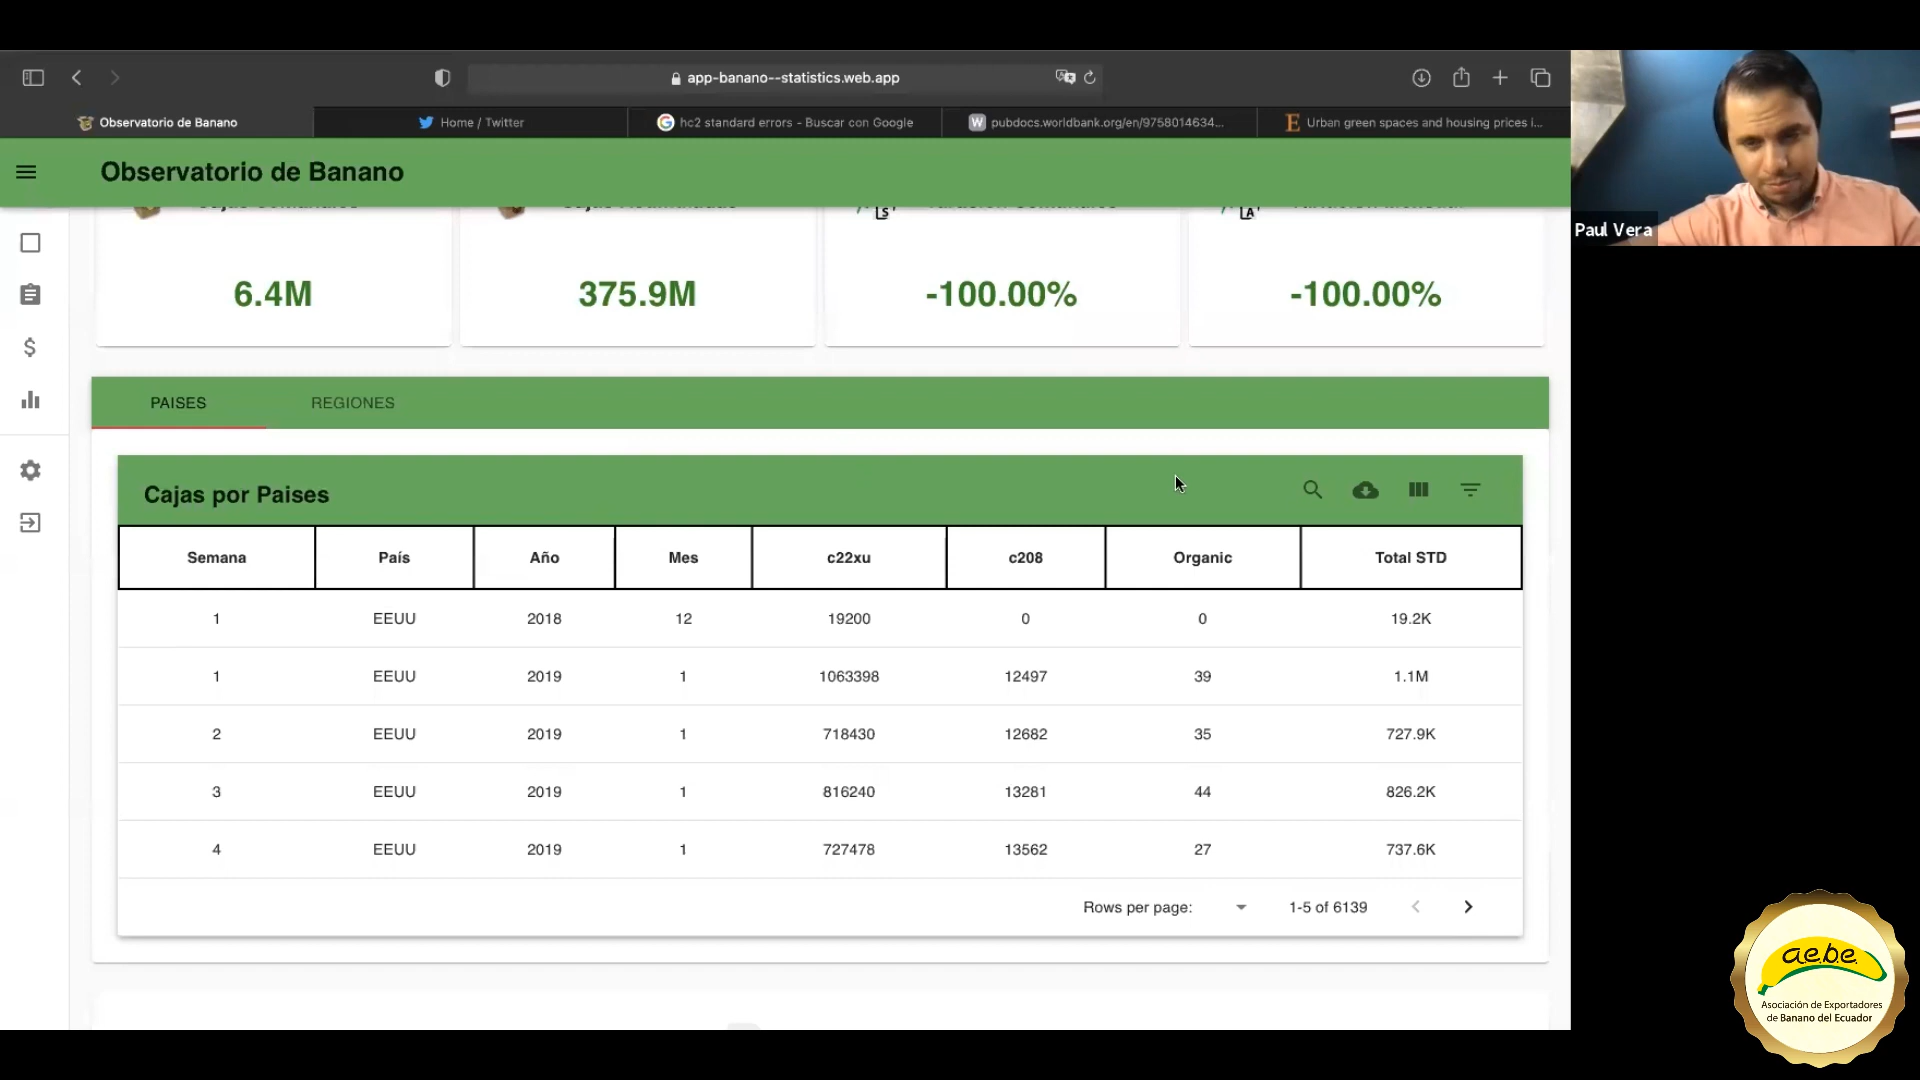 app-banano--statistics.web.app
Observatorio de Banano
Home / Twitter
hc2 standard errors - Buscar con Google
W pubdocs.worldbank.org/en/9758014634...
E Urban green spaces and housing prices i...
Observatorio de Banano
S
A
6.4M
375.9M
-100.00%
-100.00%
PAISES
REGIONES
Cajas por Paises
Semana País Año Mes c22xu c208 Organic Total STD
1 EEUU 2018 12 19200 0 0 19.2K
1 EEUU 2019 1 1063398 12497 39 1.1M
2 EEUU 2019 1 718430 12682 35 727.9K
3 EEUU 2019 1 816240 13281 44 826.2K
4 EEUU 2019 1 727478 13562 27 737.6K
Rows per page:
1-5 of 6139
Paul Vera
a.e.b.e.
Asociación de Exportadores
de Banano del Ecuador